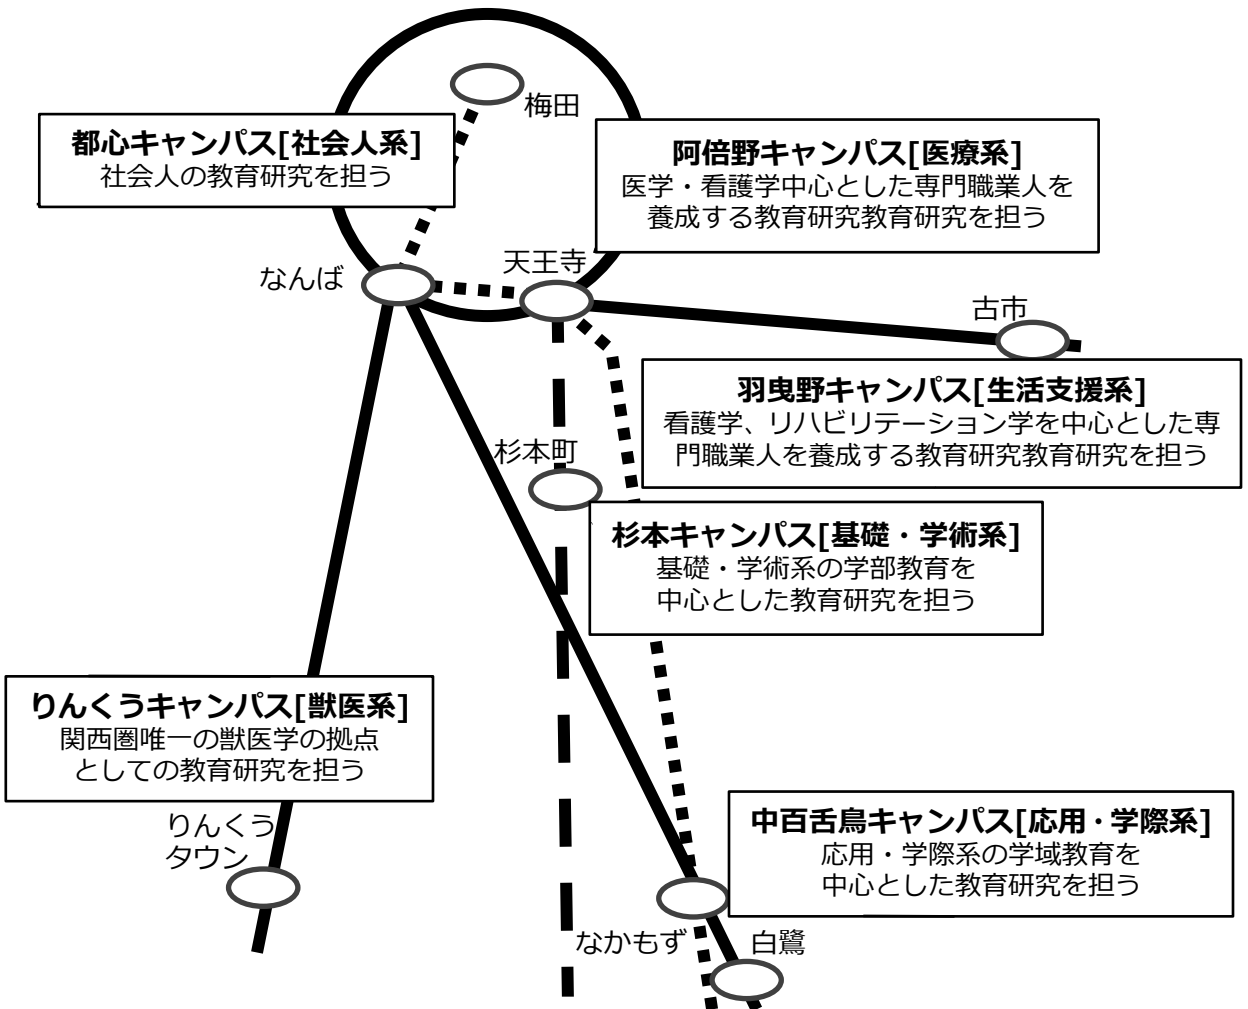 梅田
都心キャンパス[社会人系]
社会人の教育研究を担う
阿倍野キャンパス[医療系]
医学・看護学中心とした専門職業人を
養成する教育研究教育研究を担う
なんば
天王寺
古市
羽曳野キャンパス[生活支援系]
看護学、リハビリテーション学を中心とした専
門職業人を養成する教育研究教育研究を担う
杉本町
杉本キャンパス[基礎・学術系]
基礎・学術系の学部教育を
中心とした教育研究を担う
りんくうキャンパス[獣医系]
関西圏唯一の獣医学の拠点
としての教育研究を担う
りんくう
タウン
中百舌鳥キャンパス[応用・学際系]
応用・学際系の学域教育を
中心とした教育研究を担う
なかもず
白鷺